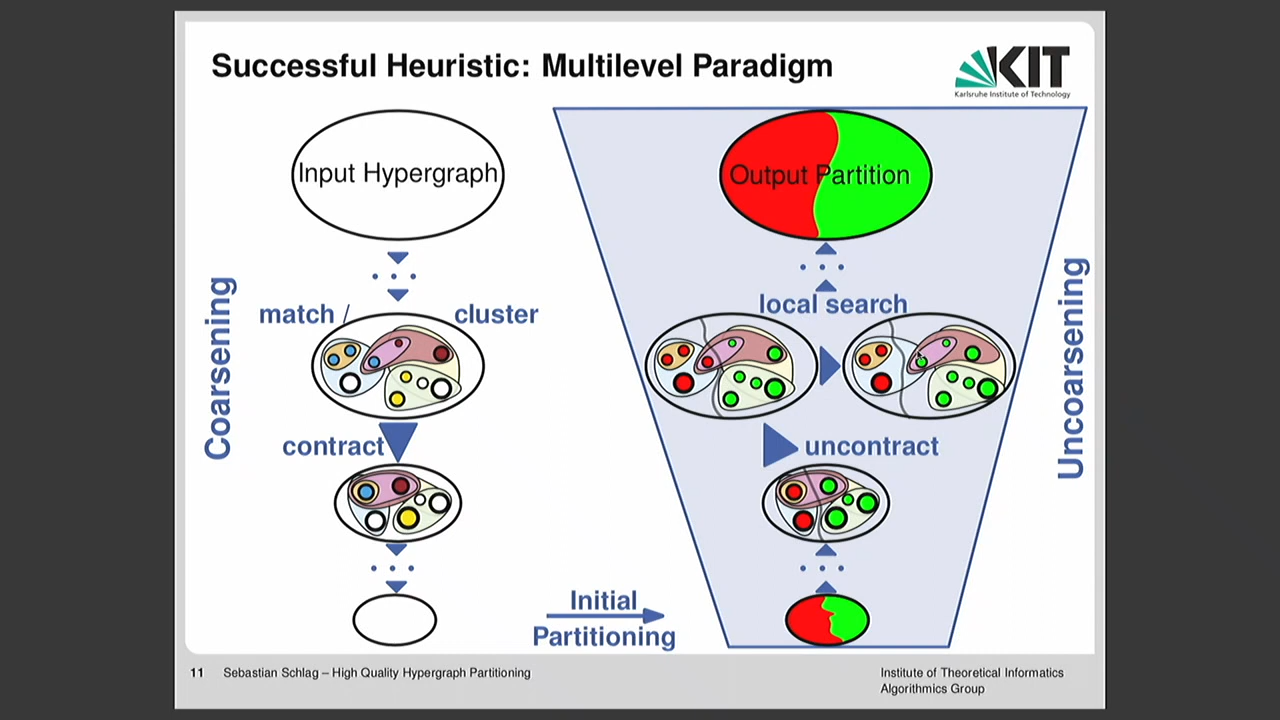 Successful Heuristic: Multilevel Paradigm
KIT
Karlsruhe Institute of Technology
Input Hypergraph
Output Partition
Coarsening
match / cluster
contract
Initial
Partitioning
local search
uncontract
Uncoarsening
11 Sebastian Schlag – High Quality Hypergraph Partitioning
Institute of Theoretical Informatics
Algorithmics Group